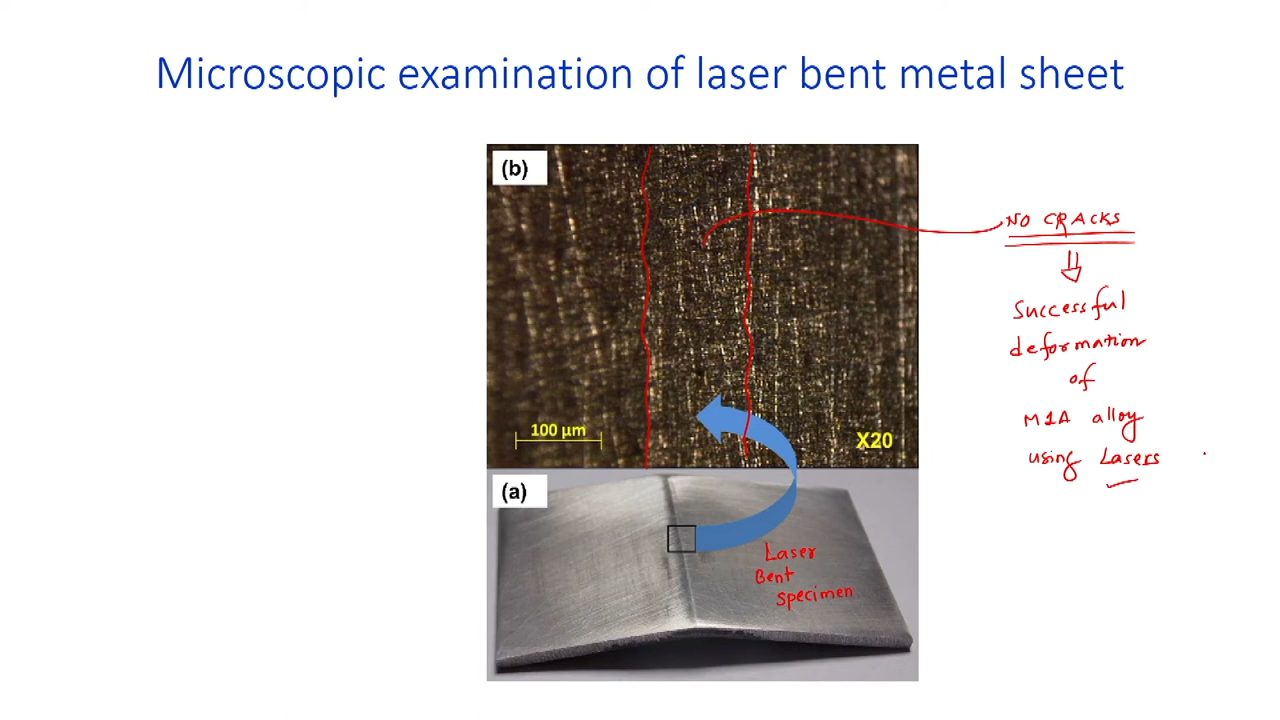 Microscopic examination of laser bent metal sheet
(b)
NO CRACKS
Successful
deformation
of
M1A alloy
using Lasers
100 µm
X20
(a)
Laser
Bent
specimen